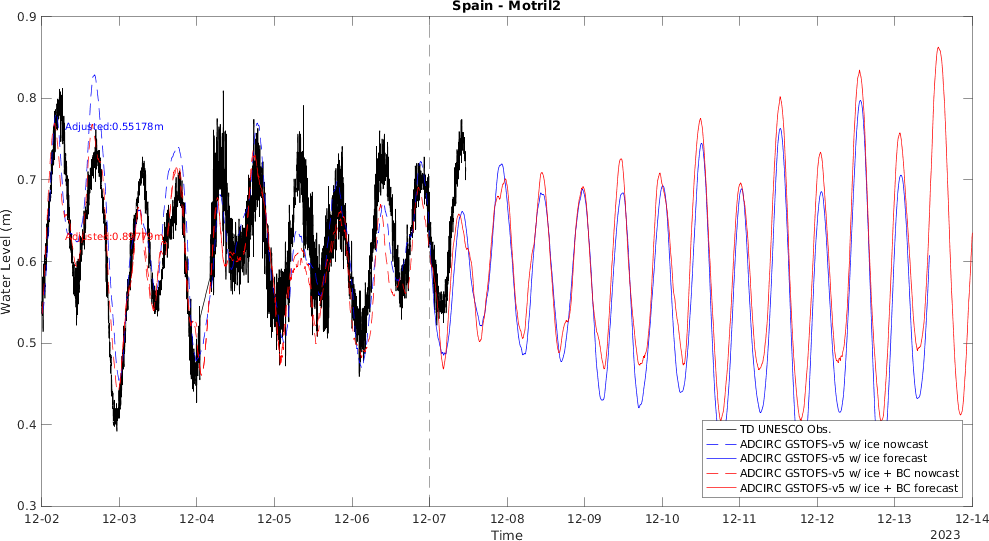 Spain - Motril2
0.9
0.8
0.7
0.6
0.5
0.4
0.3
Water Level (m)
Adjusted:0.55178m
TD UNESCO Obs.
ADCIRC GSTOFS-v5 w/ ice nowcast
ADCIRC GSTOFS-v5 w/ ice forecast
ADCIRC GSTOFS-v5 w/ ice + BC nowcast
ADCIRC GSTOFS-v5 w/ ice + BC forecast
12-02 12-03 12-04 12-05 12-06 12-07 12-08 12-09 12-10 12-11 12-12 12-13 12-14
Time
2023